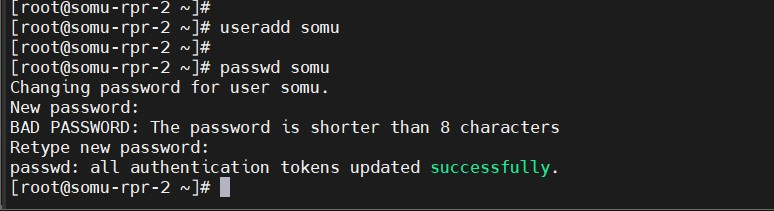 [root@somu-rpr-2 ~]#
[root@somu-rpr-2 ~]# useradd somu
[root@somu-rpr-2 ~]#
[root@somu-rpr-2 ~]# passwd somu
Changing password for user somu.
New password:
BAD PASSWORD: The password is shorter than 8 characters
Retype new password:
passwd: all authentication tokens updated successfully.
[root@somu-rpr-2 ~]#